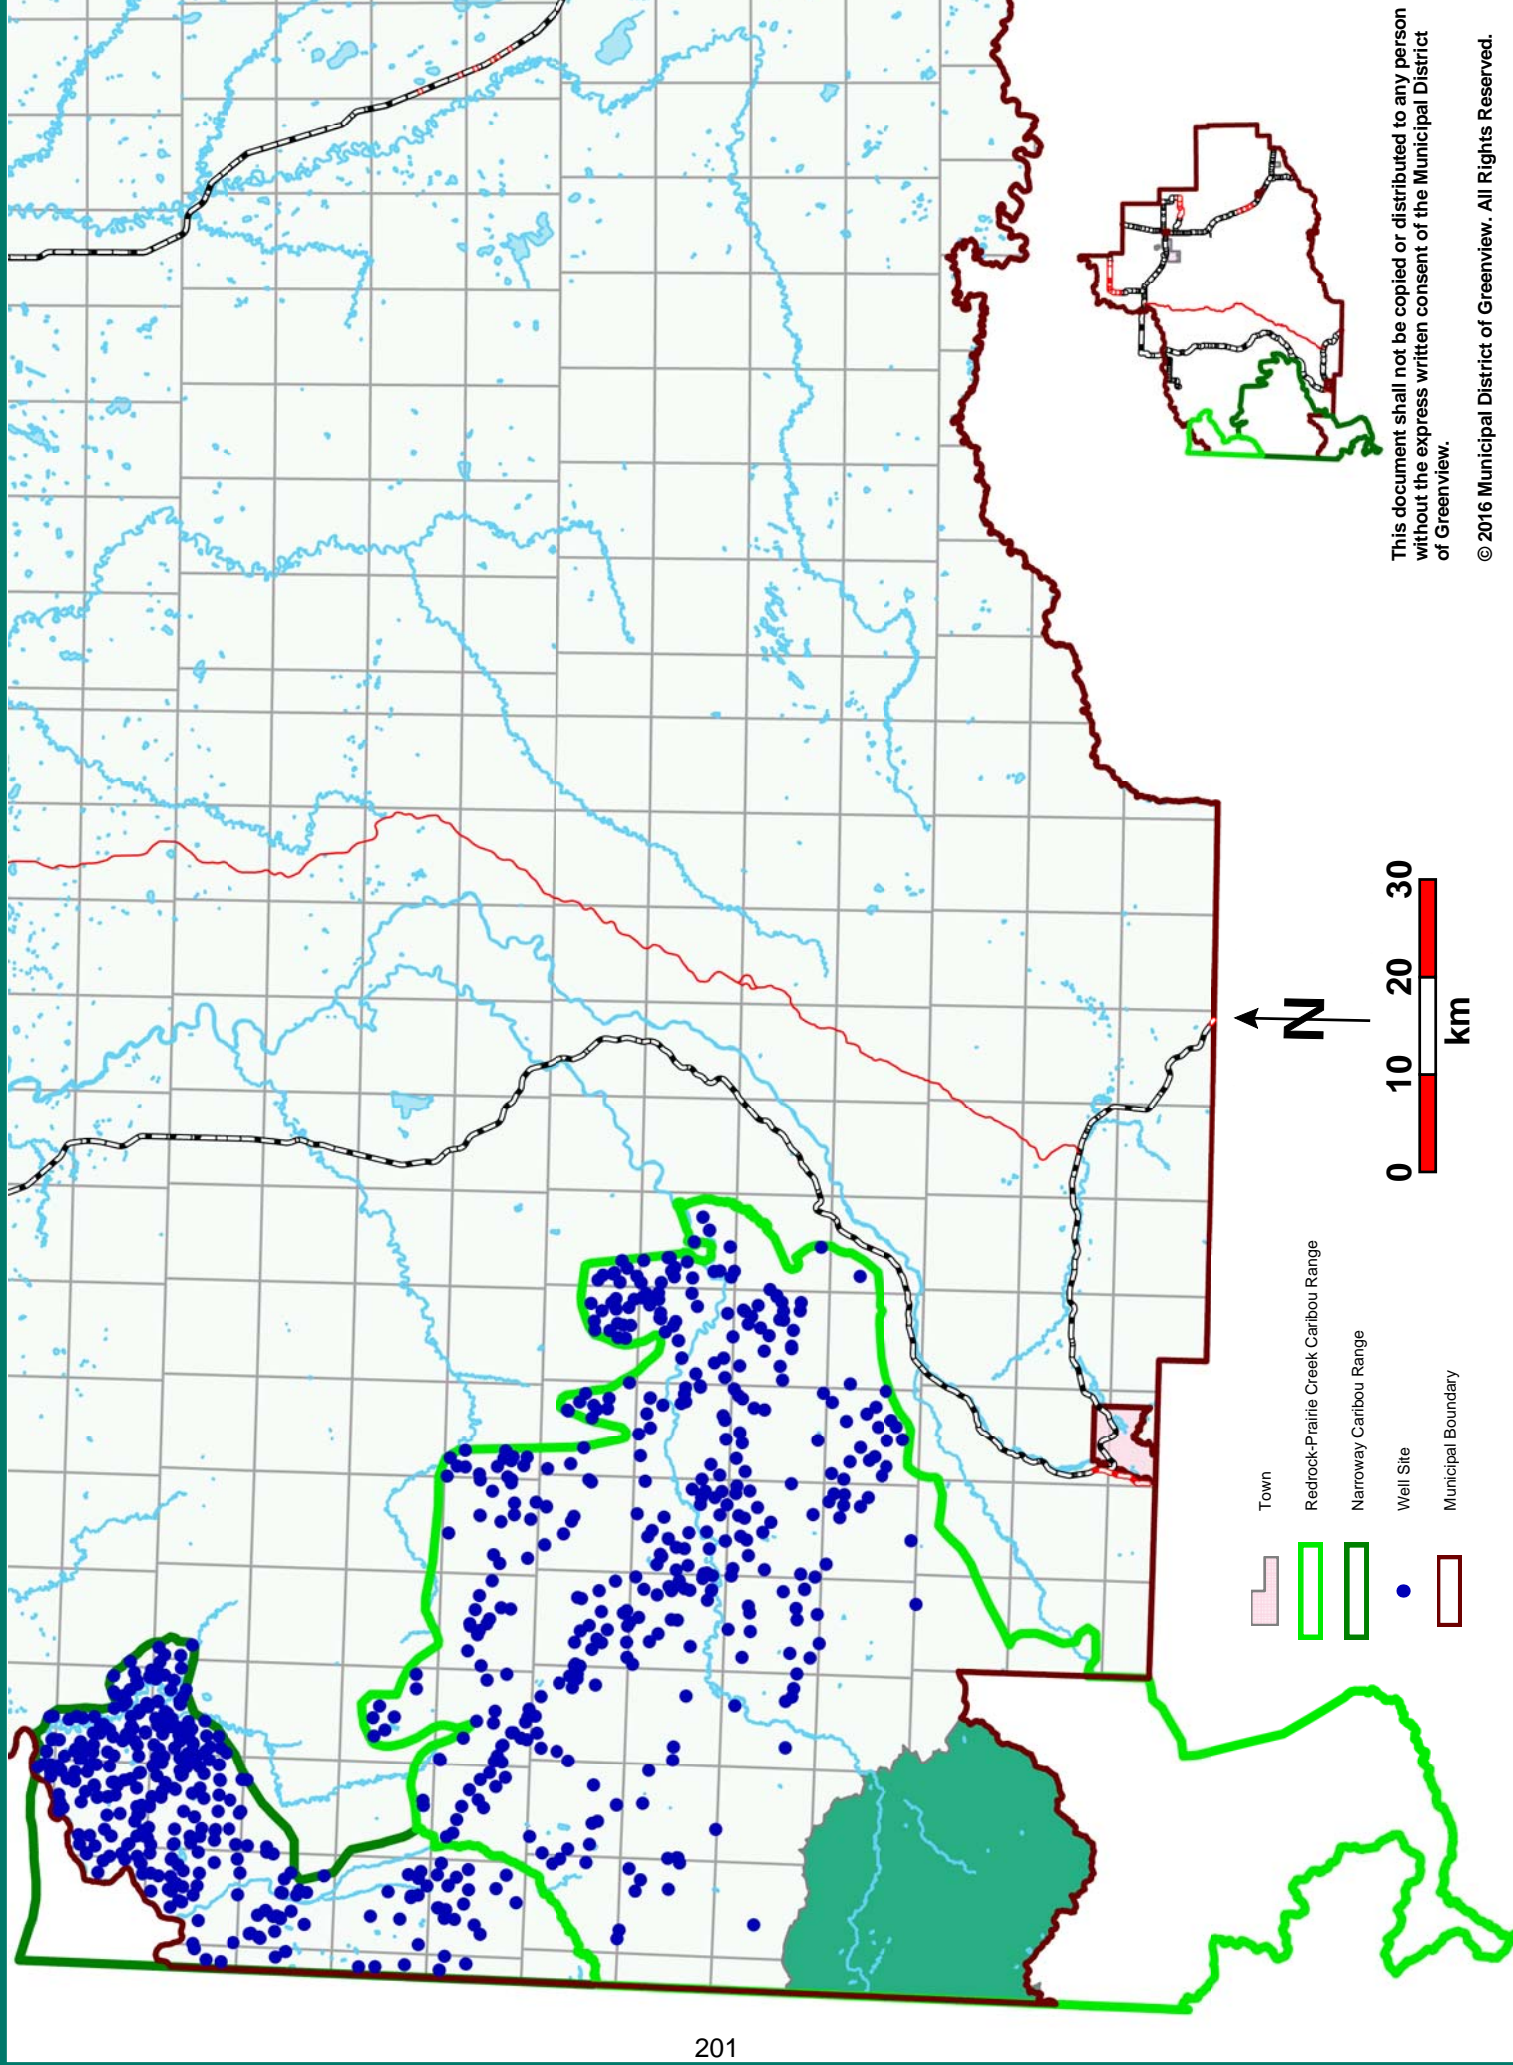 This document shall not be copied or distributed to any person
without the express written consent of the Municipal District
of Greenview.
© 2016 Municipal District of Greenview. All Rights Reserved.
N
0 10 20 30
km
Town
Redrock-Prairie Creek Caribou Range
Narroway Caribou Range
Well Site
Municipal Boundary
201